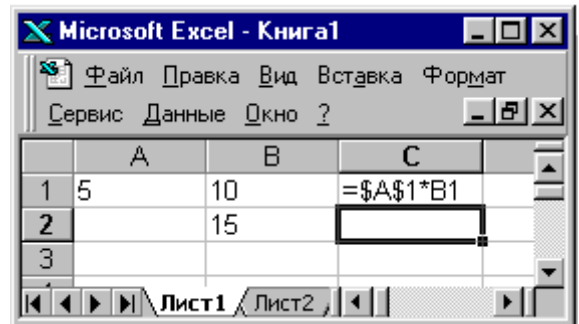 Microsoft Excel - Книга1
Файл Правка Вид Вставка Формат
Сервис Данные Окно ?
A B C
1 5 10 =$A$1*B1
2 15
3
Лист1 Лист2